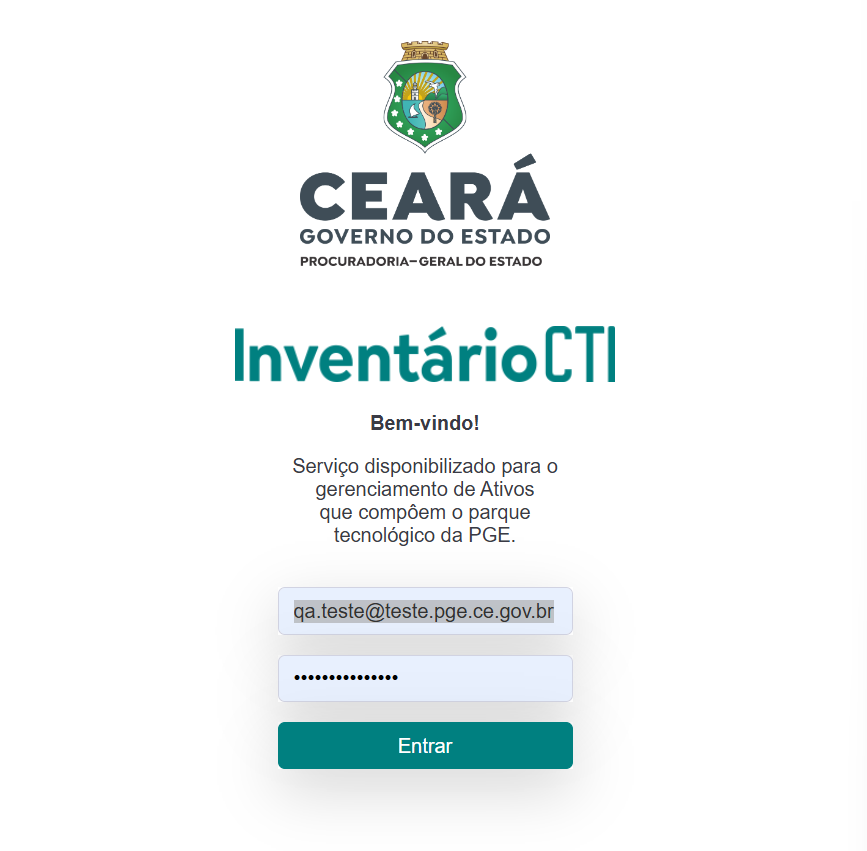 CEARÁ
GOVERNO DO ESTADO
PROCURADORIA-GERAL DO ESTADO
InventárioCTI
Bem-vindo!
Serviço disponibilizado para o
gerenciamento de Ativos
que compôem o parque
tecnológico da PGE.
qa.teste@teste.pge.ce.gov.br
•••••••••••••••
Entrar